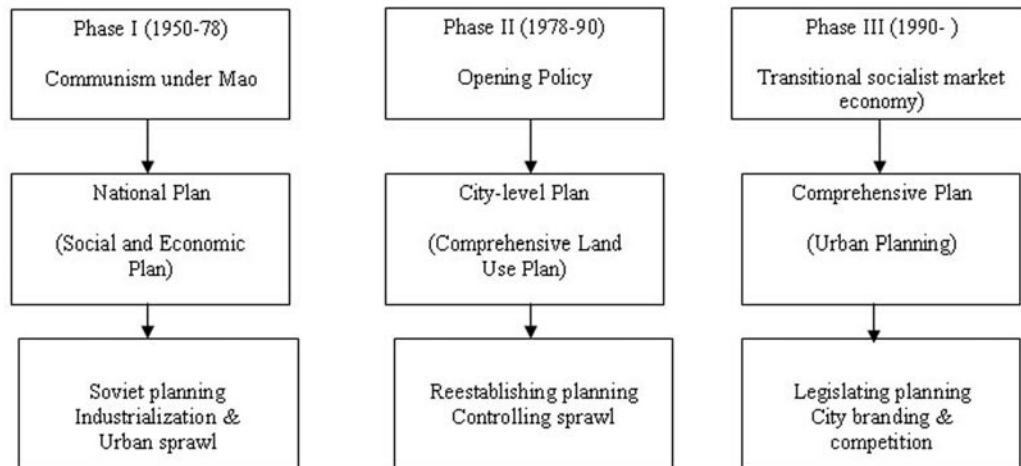 Phase I (1950-78)
Communism under Mao
National Plan
(Social and Economic
Plan)
Soviet planning
Industrialization &
Urban sprawl
Phase II (1978-90)
Opening Policy
City-level Plan
(Comprehensive Land
Use Plan)
Reestablishing planning
Controlling sprawl
Phase III (1990- )
Transitional socialist market
economy)
Comprehensive Plan
(Urban Planning)
Legislating planning
City branding &
competition